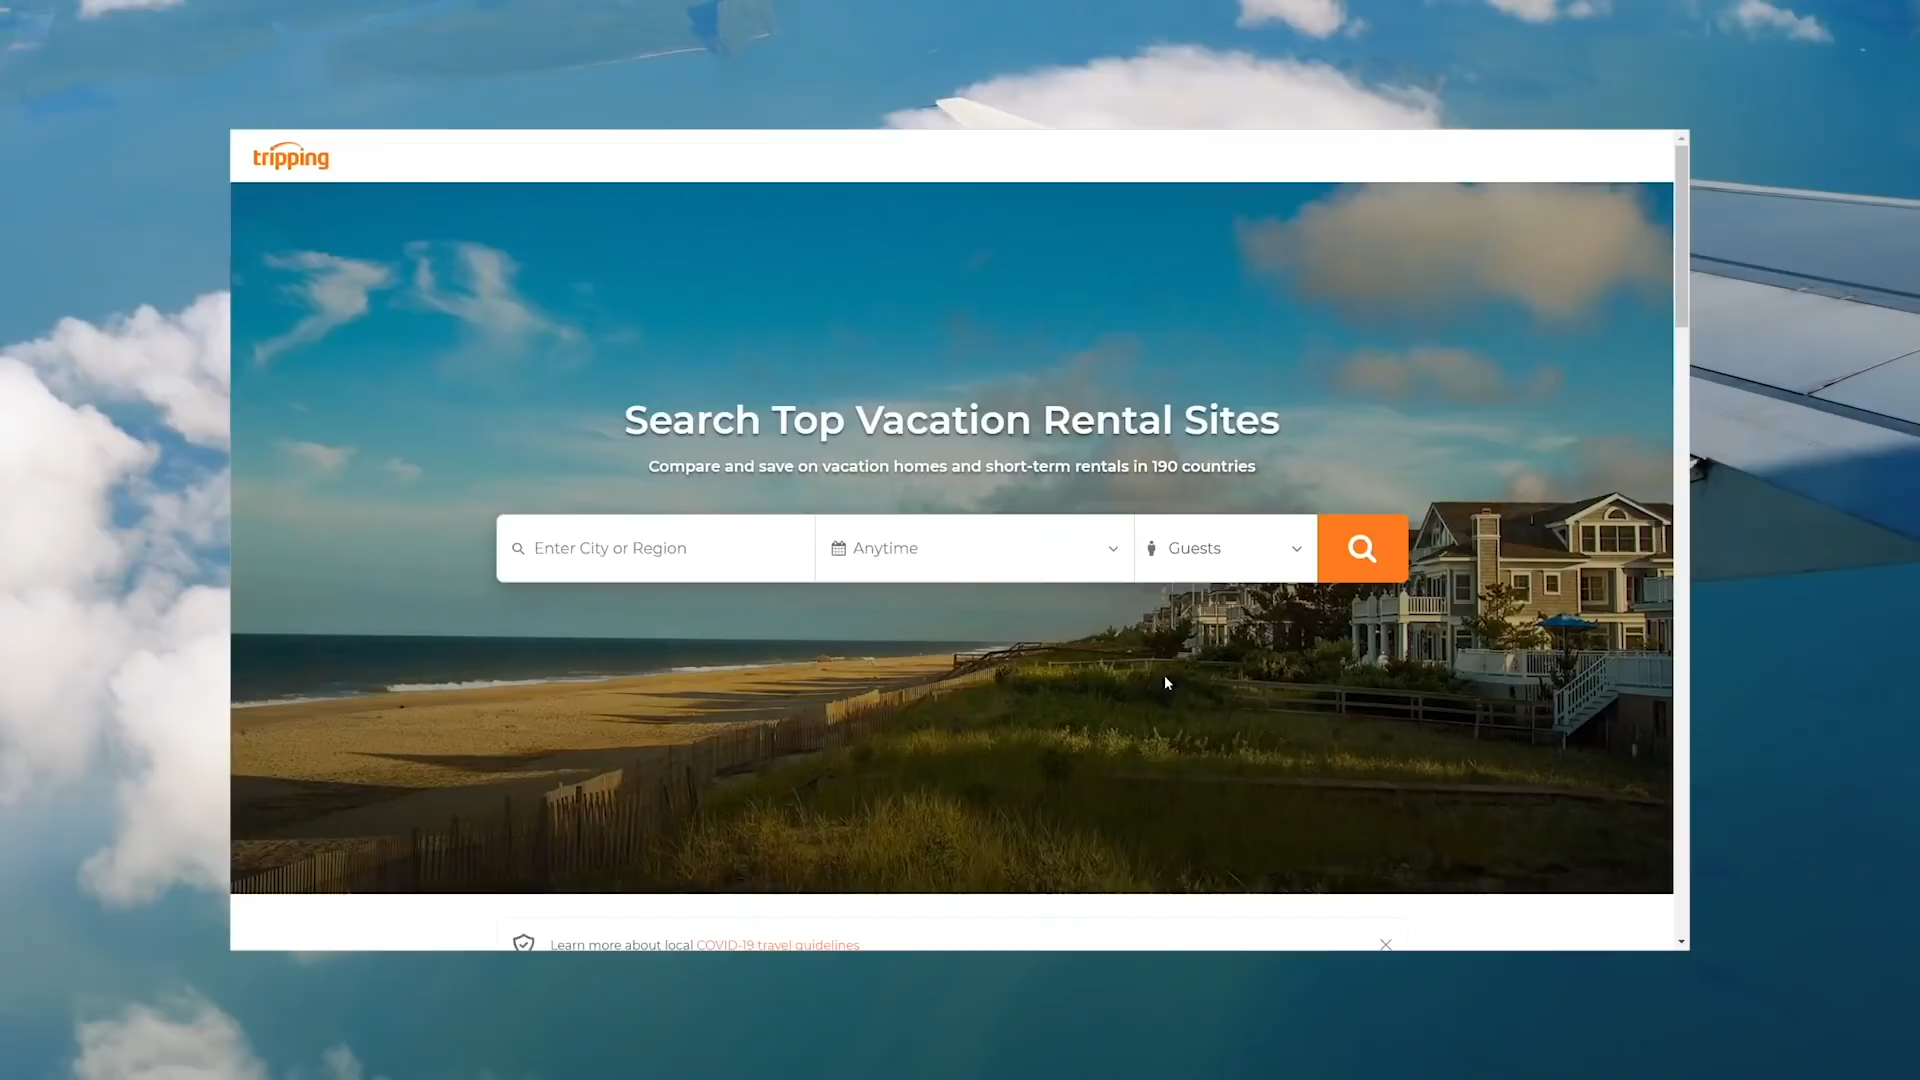 tripping
Search Top Vacation Rental Sites
Compare and save on vacation homes and short-term rentals in 190 countries
Enter City or Region
Anytime
Guests
Learn more about local COVID-19 travel guidelines